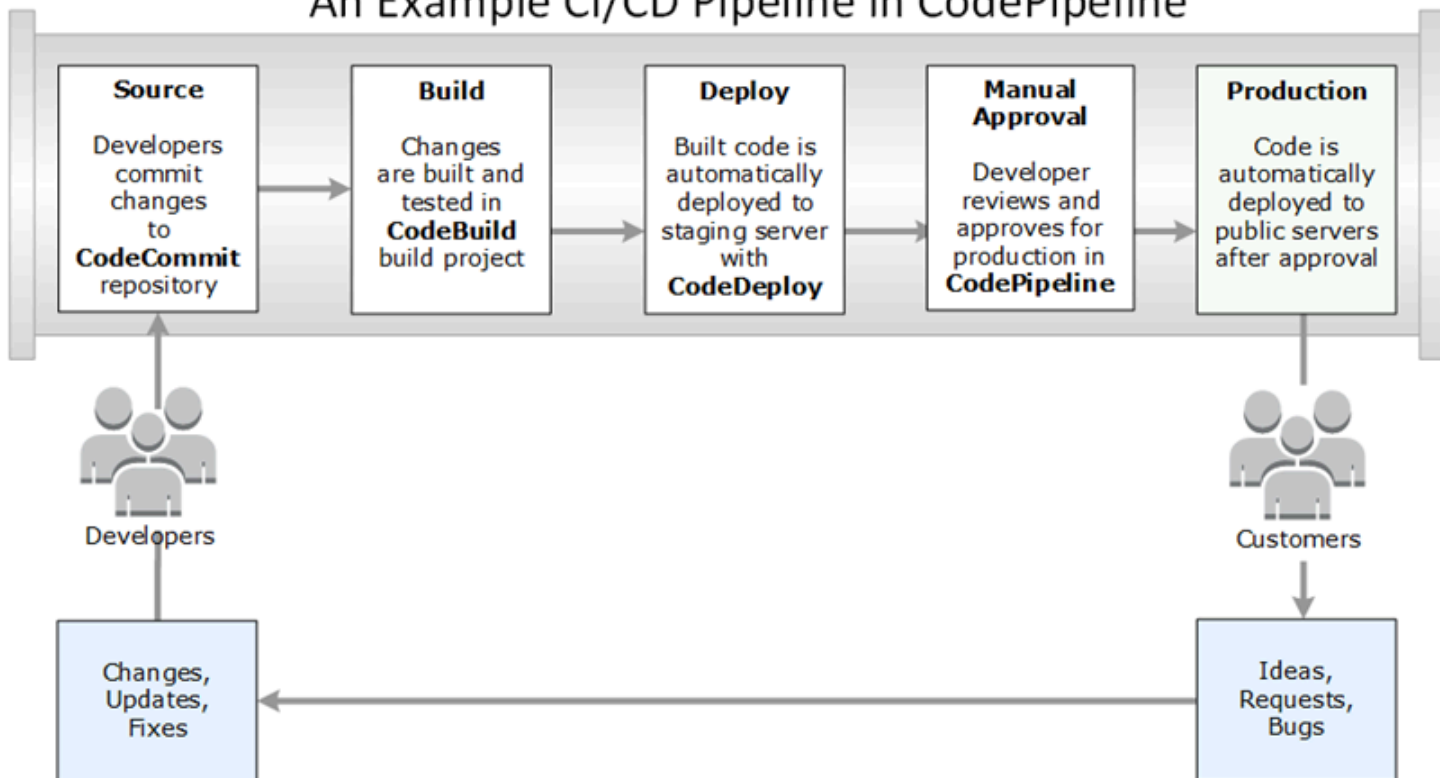 An Example CI/CD Pipeline in CodePipeline
Source
Developers
commit
changes
to
CodeCommit
repository
Build
Changes
are built and
tested in
CodeBuild
build project
Deploy
Built code is
automatically
deployed to
staging server
with
CodeDeploy
Manual
Approval
Developer
reviews and
approves for
production in
CodePipeline
Production
Code is
automatically
deployed to
public servers
after approval
Developers
Customers
Changes,
Updates,
Fixes
Ideas,
Requests,
Bugs